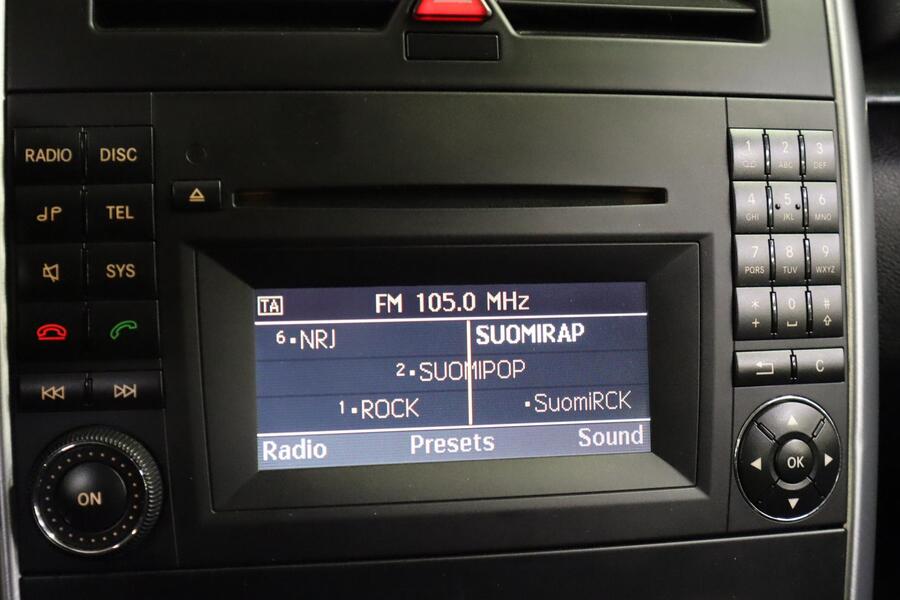 RADIO DISC
TEL
SYS
ON
TA FM 105.0 MHz
6 NRJ SUOMIRAP
2 SUOMIPOP
1 ROCK SuomiRCK
Radio Presets Sound
1 2 ABC 3 DEF
4 GHI 5 JKL 6 MNO
7 PQRS 8 TUV 9 WXYZ
* + 0 #
C
OK